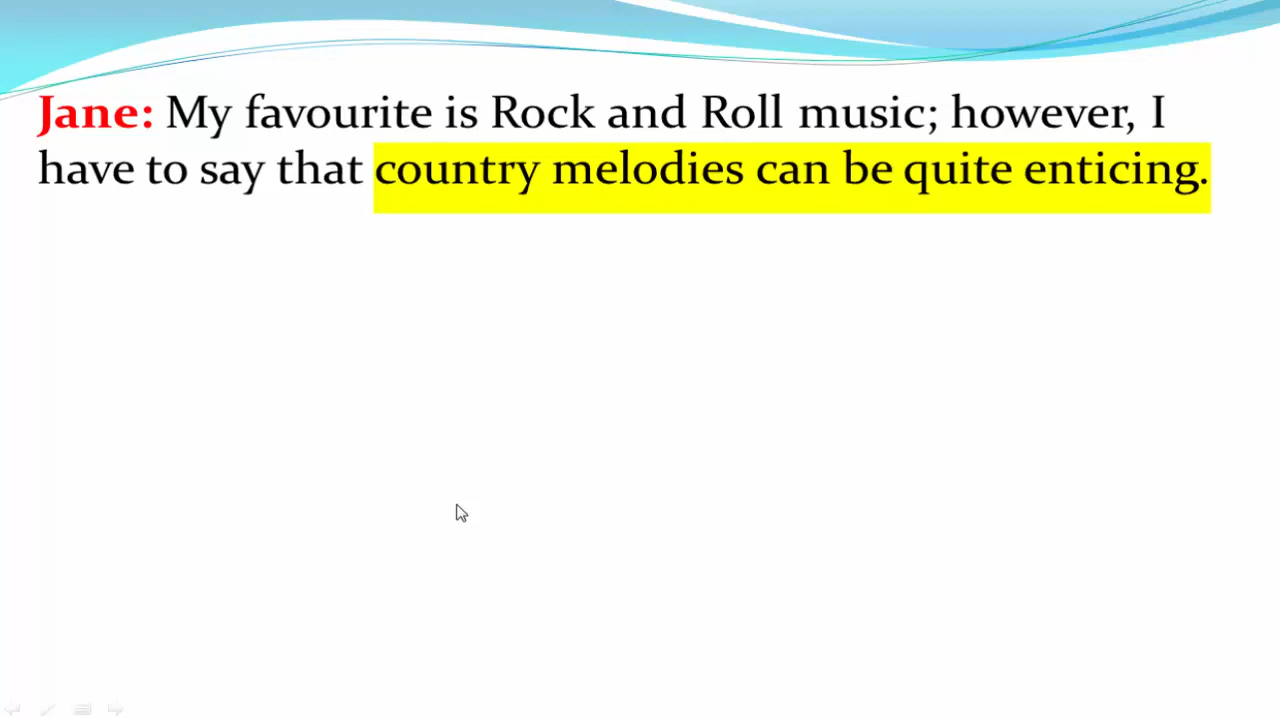 Jane: My favourite is Rock and Roll music; however, I
have to say that country melodies can be quite enticing.